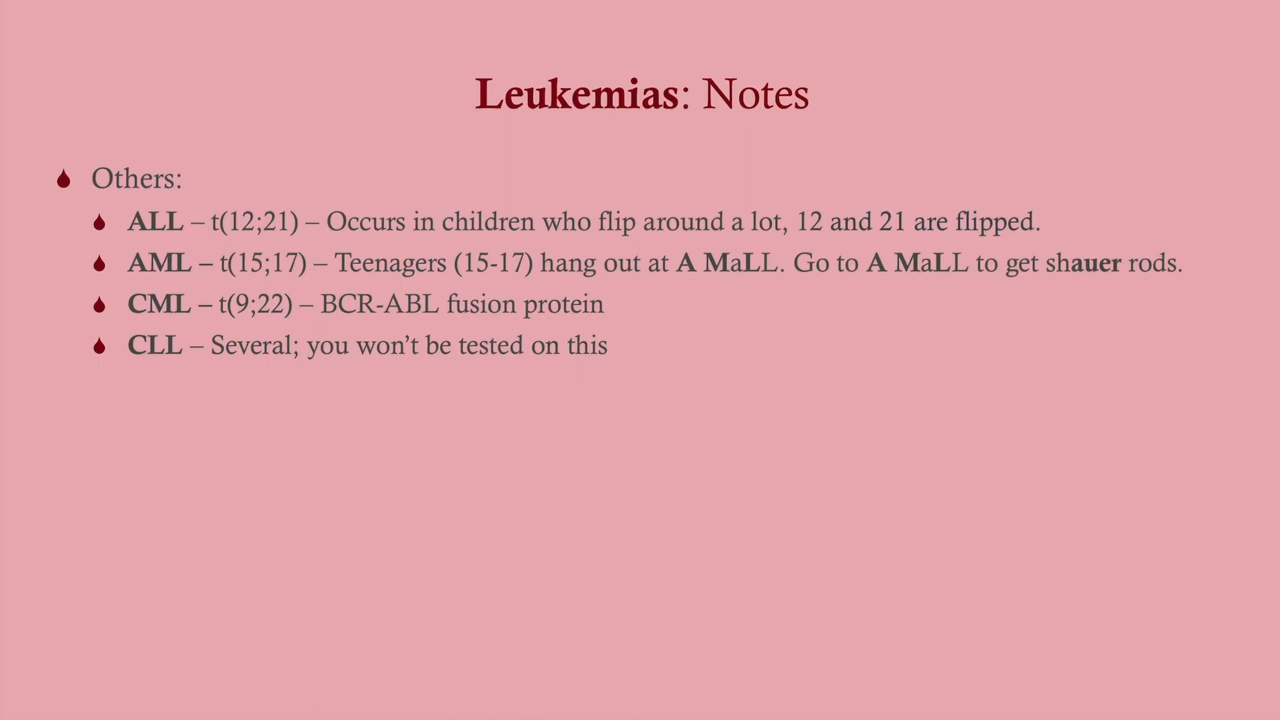 Leukemias: Notes
Others:
ALL – t(12;21) – Occurs in children who flip around a lot, 12 and 21 are flipped.
AML – t(15;17) – Teenagers (15-17) hang out at A MaLL. Go to A MaLL to get shauer rods.
CML – t(9;22) – BCR-ABL fusion protein
CLL – Several; you won’t be tested on this